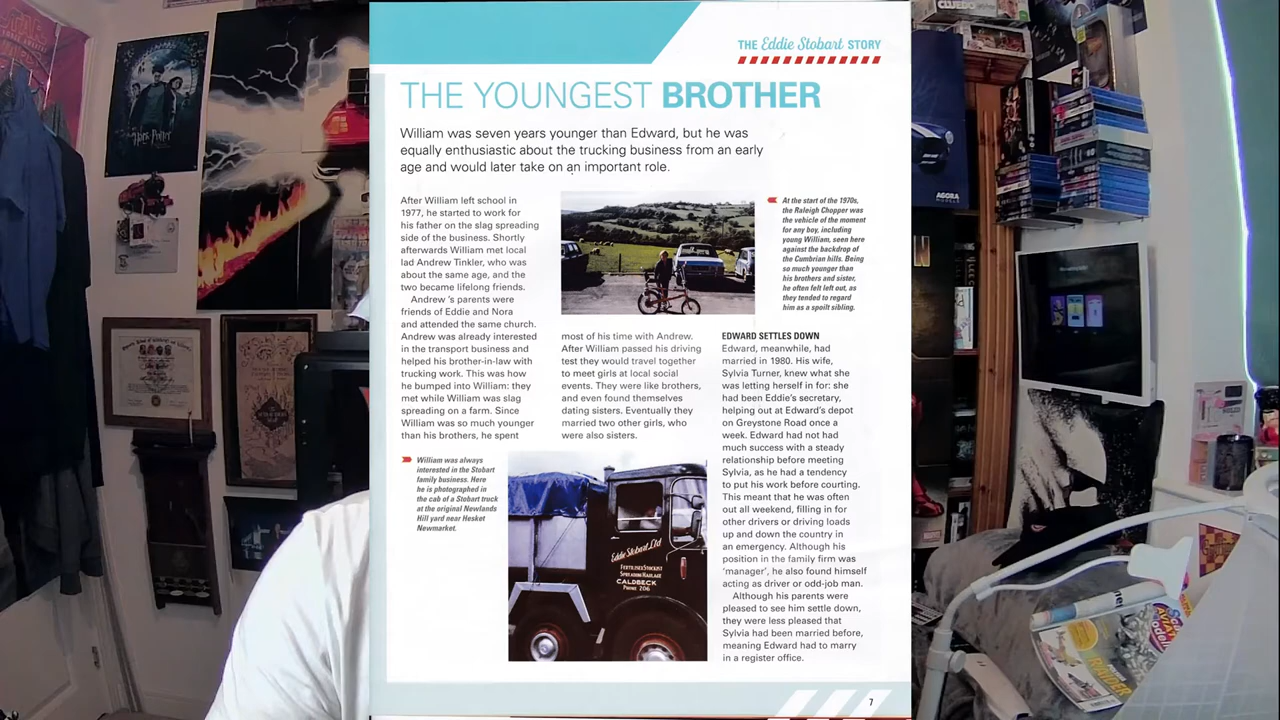 THE Eddie Stobart STORY
THE YOUNGEST BROTHER
William was seven years younger than Edward, but he was
equally enthusiastic about the trucking business from an early
age and would later take on an important role.
After William left school in
1977, he started to work for
his father on the slag spreading
side of the business. Shortly
afterwards William met local
lad Andrew Tinkler, who was
about the same age, and the
two became lifelong friends.
Andrew 's parents were
friends of Eddie and Nora
and attended the same church.
Andrew was already interested
in the transport business and
helped his brother-in-law with
trucking work. This was how
he bumped into William: they
met while William was slag
spreading on a farm. Since
William was so much younger
than his brothers, he spent
most of his time with Andrew.
After William passed his driving
test they would travel together
to meet girls at local social
events. They were like brothers,
and even found themselves
dating sisters. Eventually they
married two other girls, who
were also sisters.
At the start of the 1970s,
the Raleigh Chopper was
the vehicle of the moment
for any boy, including
young William, seen here
against the backdrop of
the Cumbrian hills. Being
so much younger than
his brothers and sister,
he often felt left out, as
they tended to regard
him as a spoilt sibling.
EDWARD SETTLES DOWN
Edward, meanwhile, had
married in 1980. His wife,
Sylvia Turner, knew what she
was letting herself in for: she
had been Eddie's secretary,
helping out at Edward's depot
on Greystone Road once a
week. Edward had not had
much success with a steady
relationship before meeting
Sylvia, as he had a tendency
to put his work before courting.
This meant that he was often
out all weekend, filling in for
other drivers or driving loads
up and down the country in
an emergency. Although his
position in the family firm was
'manager', he also found himself
acting as driver or odd-job man.
Although his parents were
pleased to see him settle down,
they were less pleased that
Sylvia had been married before,
meaning Edward had to marry
in a register office.
William was always
interested in the Stobart
family business. Here
he is photographed in
the cab of a Stobart truck
at the original Newlands
Hill yard near Hesket
Newmarket.
Eddie Stobart Ltd
FERTILISER STOCKIST
SPREADING HAULAGE
CALDBECK
PHONE 206
7
Harry Potter
CLUEDO
AGORA